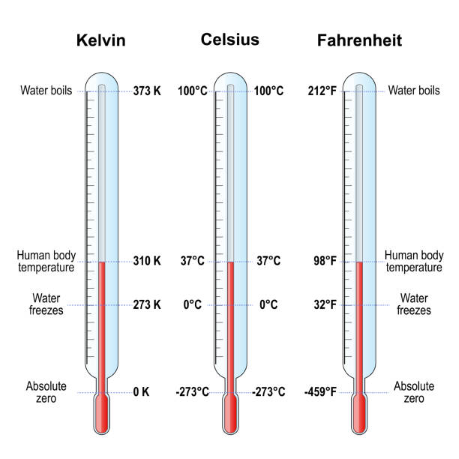 Kelvin Celsius Fahrenheit
Water boils 373 K 100°C 100°C 212°F Water boils
Human body
temperature
310 K 37°C 37°C 98°F
Human body
temperature
Water
freezes
273 K 0°C 0°C 32°F
Water
freezes
Absolute
zero
0 K -273°C -273°C -459°F
Absolute
zero